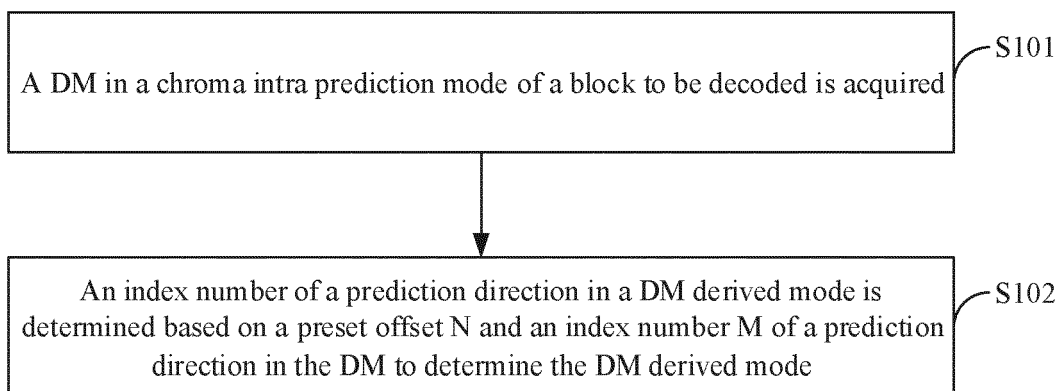 A DM in a chroma intra prediction mode of a block to be decoded is acquired
S101
An index number of a prediction direction in a DM derived mode is
determined based on a preset offset N and an index number M of a prediction
direction in the DM to determine the DM derived mode
S102